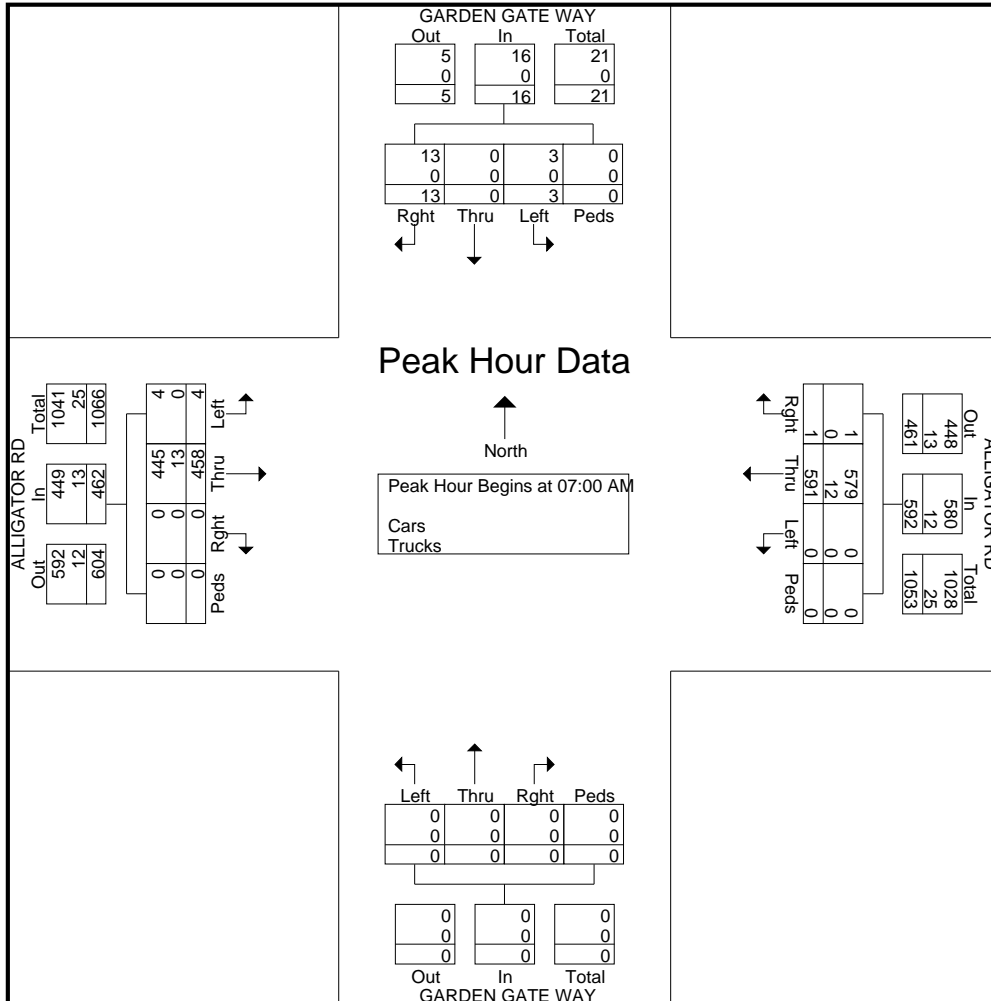 GARDEN GATE WAY
Out In Total
5 16 21
0 0 0
5 16 21
13 0 3 0
0 0 0 0
13 0 3 0
Rght Thru Left Peds
Peak Hour Data
North
Peak Hour Begins at 07:00 AM
Cars
Trucks
ALLIGATOR RD
Out In Total
592 449 1041
12 13 25
604 462 1066
0 0 445 4
0 0 13 0
0 0 458 4
Peds Rght Thru Left
ALLIGATOR RD
Out In Total
448 580 1028
13 12 25
461 592 1053
1 579 0 0
0 12 0 0
1 591 0 0
Rght Thru Left Peds
Left Thru Rght Peds
0 0 0 0
0 0 0 0
0 0 0 0
0 0 0
0 0 0
0 0 0
Out In Total
GARDEN GATE WAY